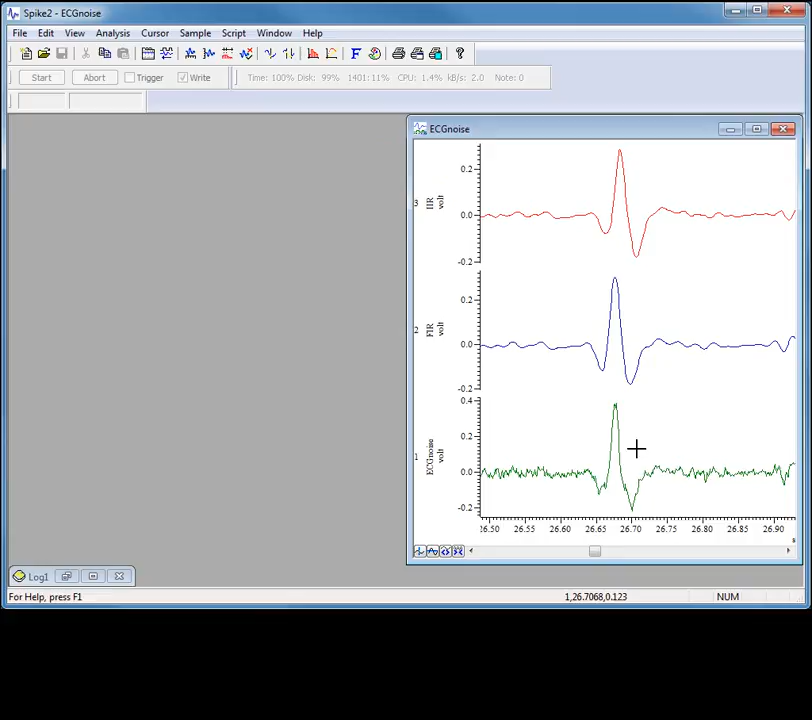 Spike2 - ECGnoise
File Edit View Analysis Cursor Sample Script Window Help
Start Abort Trigger Write Time: 100% Disk: 99% 1401:11% CPU: 1.4% kB/s: 2.0 Note: 0
ECGnoise
3 IIR volt 0.2 0.0 -0.2
2 FIR volt 0.2 0.0 -0.2
1 ECGnoise volt 0.4 0.2 0.0 -0.2
26.50 26.55 26.60 26.65 26.70 26.75 26.80 26.85 26.90
s
Log1
For Help, press F1 1,26.7068,0.123 NUM